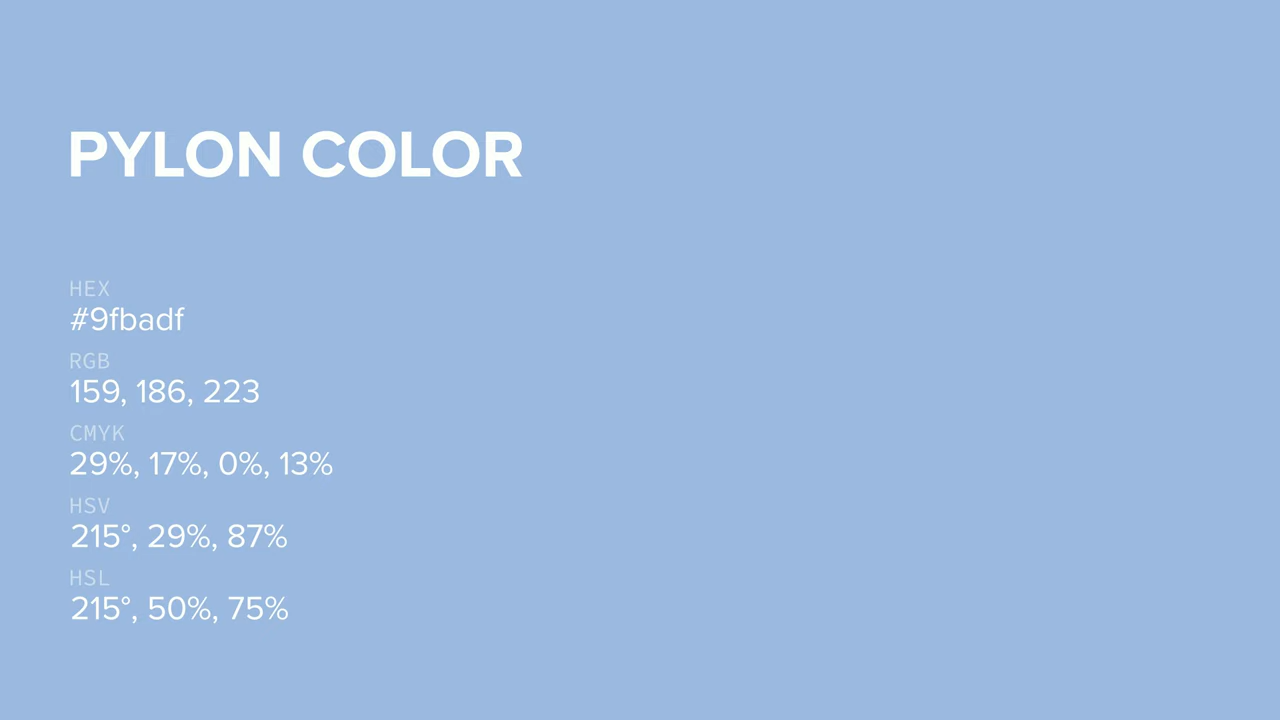 PYLON COLOR
HEX
#9fbadf
RGB
159, 186, 223
CMYK
29%, 17%, 0%, 13%
HSV
215°, 29%, 87%
HSL
215°, 50%, 75%